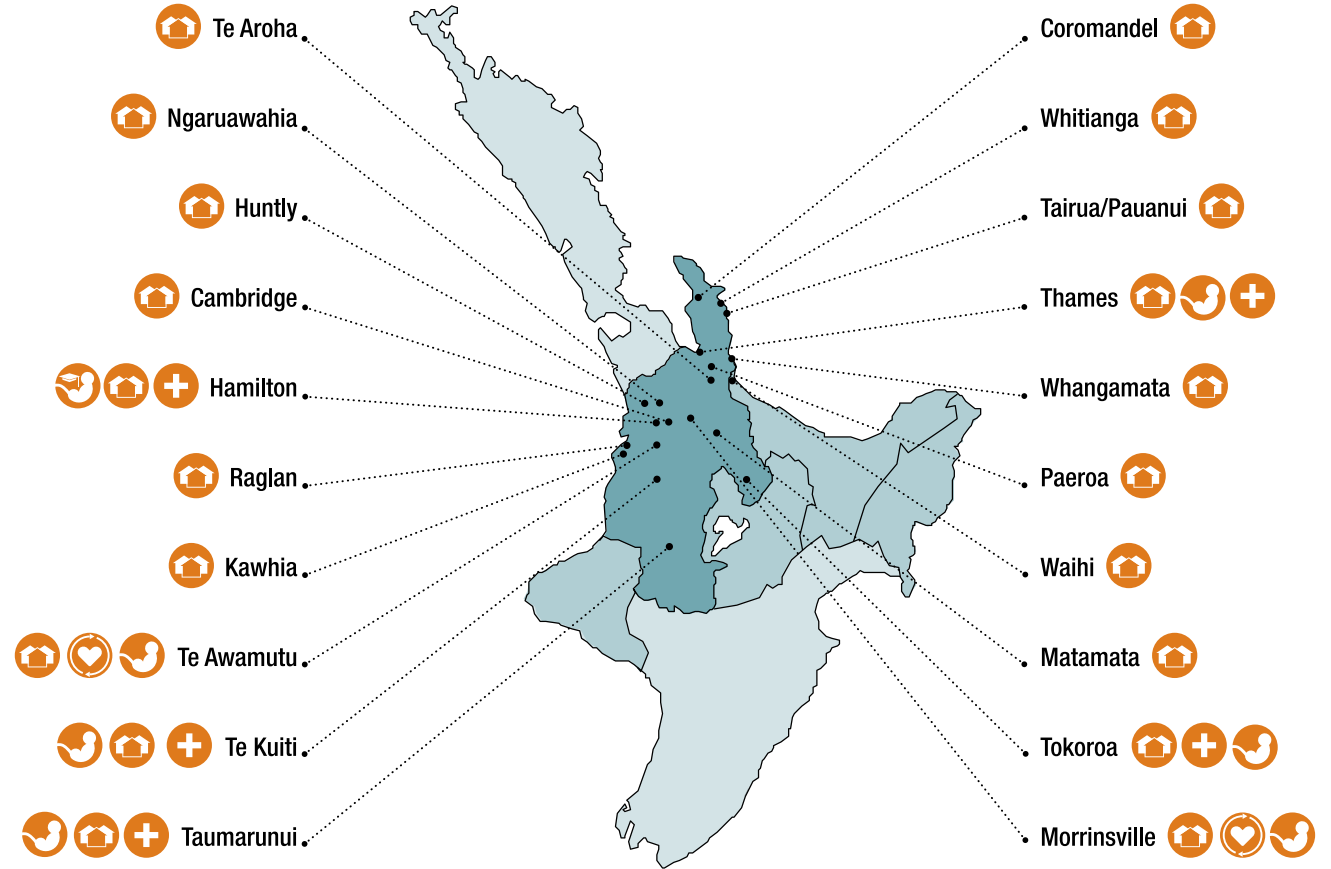 Te Aroha
Ngaruawahia
Huntly
Cambridge
Hamilton
Raglan
Kawhia
Te Awamutu
Te Kuiti
Taumarunui
Coromandel
Whitianga
Tairua/Pauanui
Thames
Whangamata
Paeroa
Waihi
Matamata
Tokoroa
Morrinsville